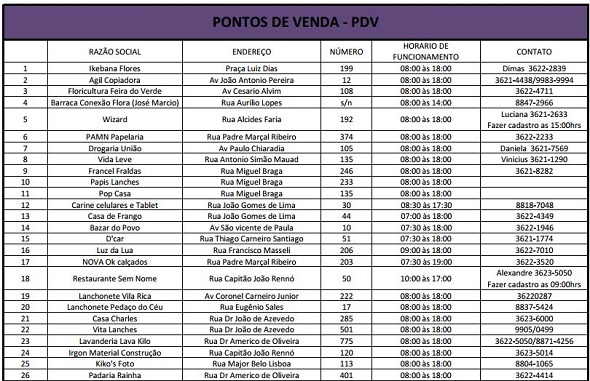 PONTOS DE VENDA - PDV
RAZÃO SOCIAL ENDEREÇO NÚMERO HORARIO DE FUNCIONAMENTO CONTATO
1 Ikebana Flores Praça Luiz Dias 199 08:00 às 18:00 Dimas 3622-2839
2 Agil Copiadora Av João Antonio Pereira 12 08:00 às 18:00 3621-4438/9983-9994
3 Floricultura Feira do Verde Av Cesario Alvim 108 08:00 às 18:00 3622-4711
4 Barraca Conexão Flora (José Marcio) Rua Aurílio Lopes s/n 08:00 às 14:00 8847-2966
5 Wizard Rua Alcides Faria 192 08:00 às 18:00 Luciana 3621-2633
Fazer cadastro as 15:00hrs
6 PAMN Papelaria Rua Padre Marçal Ribeiro 374 08:00 às 18:00 3622-2233
7 Drogaria União Av Paulo Chiaradia 105 08:00 às 18:00 Daniela 3621-7569
8 Vida Leve Rua Antonio Simão Mauad 135 08:00 às 18:00 Vinicius 3621-1290
9 Francel Fraldas Rua Miguel Braga 246 08:00 às 18:00 3621-8282
10 Papis Lanches Rua Miguel Braga 233 08:00 às 18:00
11 Pop Casa Rua Miguel Braga 135 08:00 às 18:00
12 Carine celulares e Tablet Rua João Gomes de Lima 30 08:30 às 17:30 8818-7048
13 Casa de Frango Rua João Gomes de Lima 44 07:00 às 18:00 3622-4349
14 Bazar do Povo Av São vicente de Paula 10 07:00 às 18:00 3622-1946
15 D'car Rua Thiago Carneiro Santiago 51 07:30 às 18:00 3621-1774
16 Luz da Lua Rua Francisco Masseli 206 09:00 às 18:00 3622-7010
17 NOVA Ok calçados Rua Padre Marçal Ribeiro 203 07:30 às 19:00 3622-3520
18 Restaurante Sem Nome Rua Capitão João Rennó 50 10:00 às 17:00 Alexandre 3623-5050
Fazer cadastro as 09:00hrs
19 Lanchonete Vila Rica Av Coronel Carneiro Junior 222 08:00 às 18:00 36220287
20 Lanchonete Pedaço do Céu Rua Eugênio Sales 17 08:00 às 18:00 8837-5424
21 Casa Charles Rua Dr João de Azevedo 285 08:00 às 18:00 3623-6000
22 Vita Lanches Rua Dr João de Azevedo 501 08:00 às 18:00 9905/0499
23 Lavanderia Lava Kilo Rua Dr Americo de Oliveira 775 08:00 às 18:00 3622-5050/8871-4256
24 Irgon Material Construção Rua Capitão João Rennó 120 08:00 às 18:00 3623-5014
25 Kiko's Foto Rua Major Belo Lisboa 113 08:00 às 18:00 8804-1065
26 Padaria Rainha Rua Dr Americo de Oliveira 401 08:00 às 18:00 3622-4414